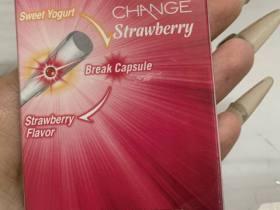 CHANGE
Sweet Yogurt
Strawberry
Break Capsule
Strawberry
Flavor